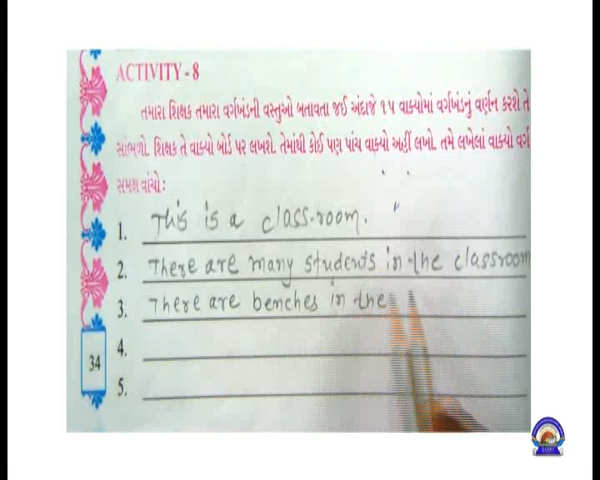 ACTIVITY - 8
તમારા શિક્ષક તમારા વર્ગખંડની વસ્તુઓ બતાવતા જઈ અંદાજે ૧૫ વાક્યોમાં વર્ગખંડનું વર્ણન કરશે તે
સાંભળો. શિક્ષક તે વાક્યો બોર્ડ પર લખશે. તેમાંથી કોઈ પણ પાંચ વાક્યો અહીં લખો. તમે લખેલાં વાક્યો વર્ગ
સમક્ષ વાંચો :
1. This is a class-room.
2. There are many students in the classroom
3. There are benches in the
4.
34
5.